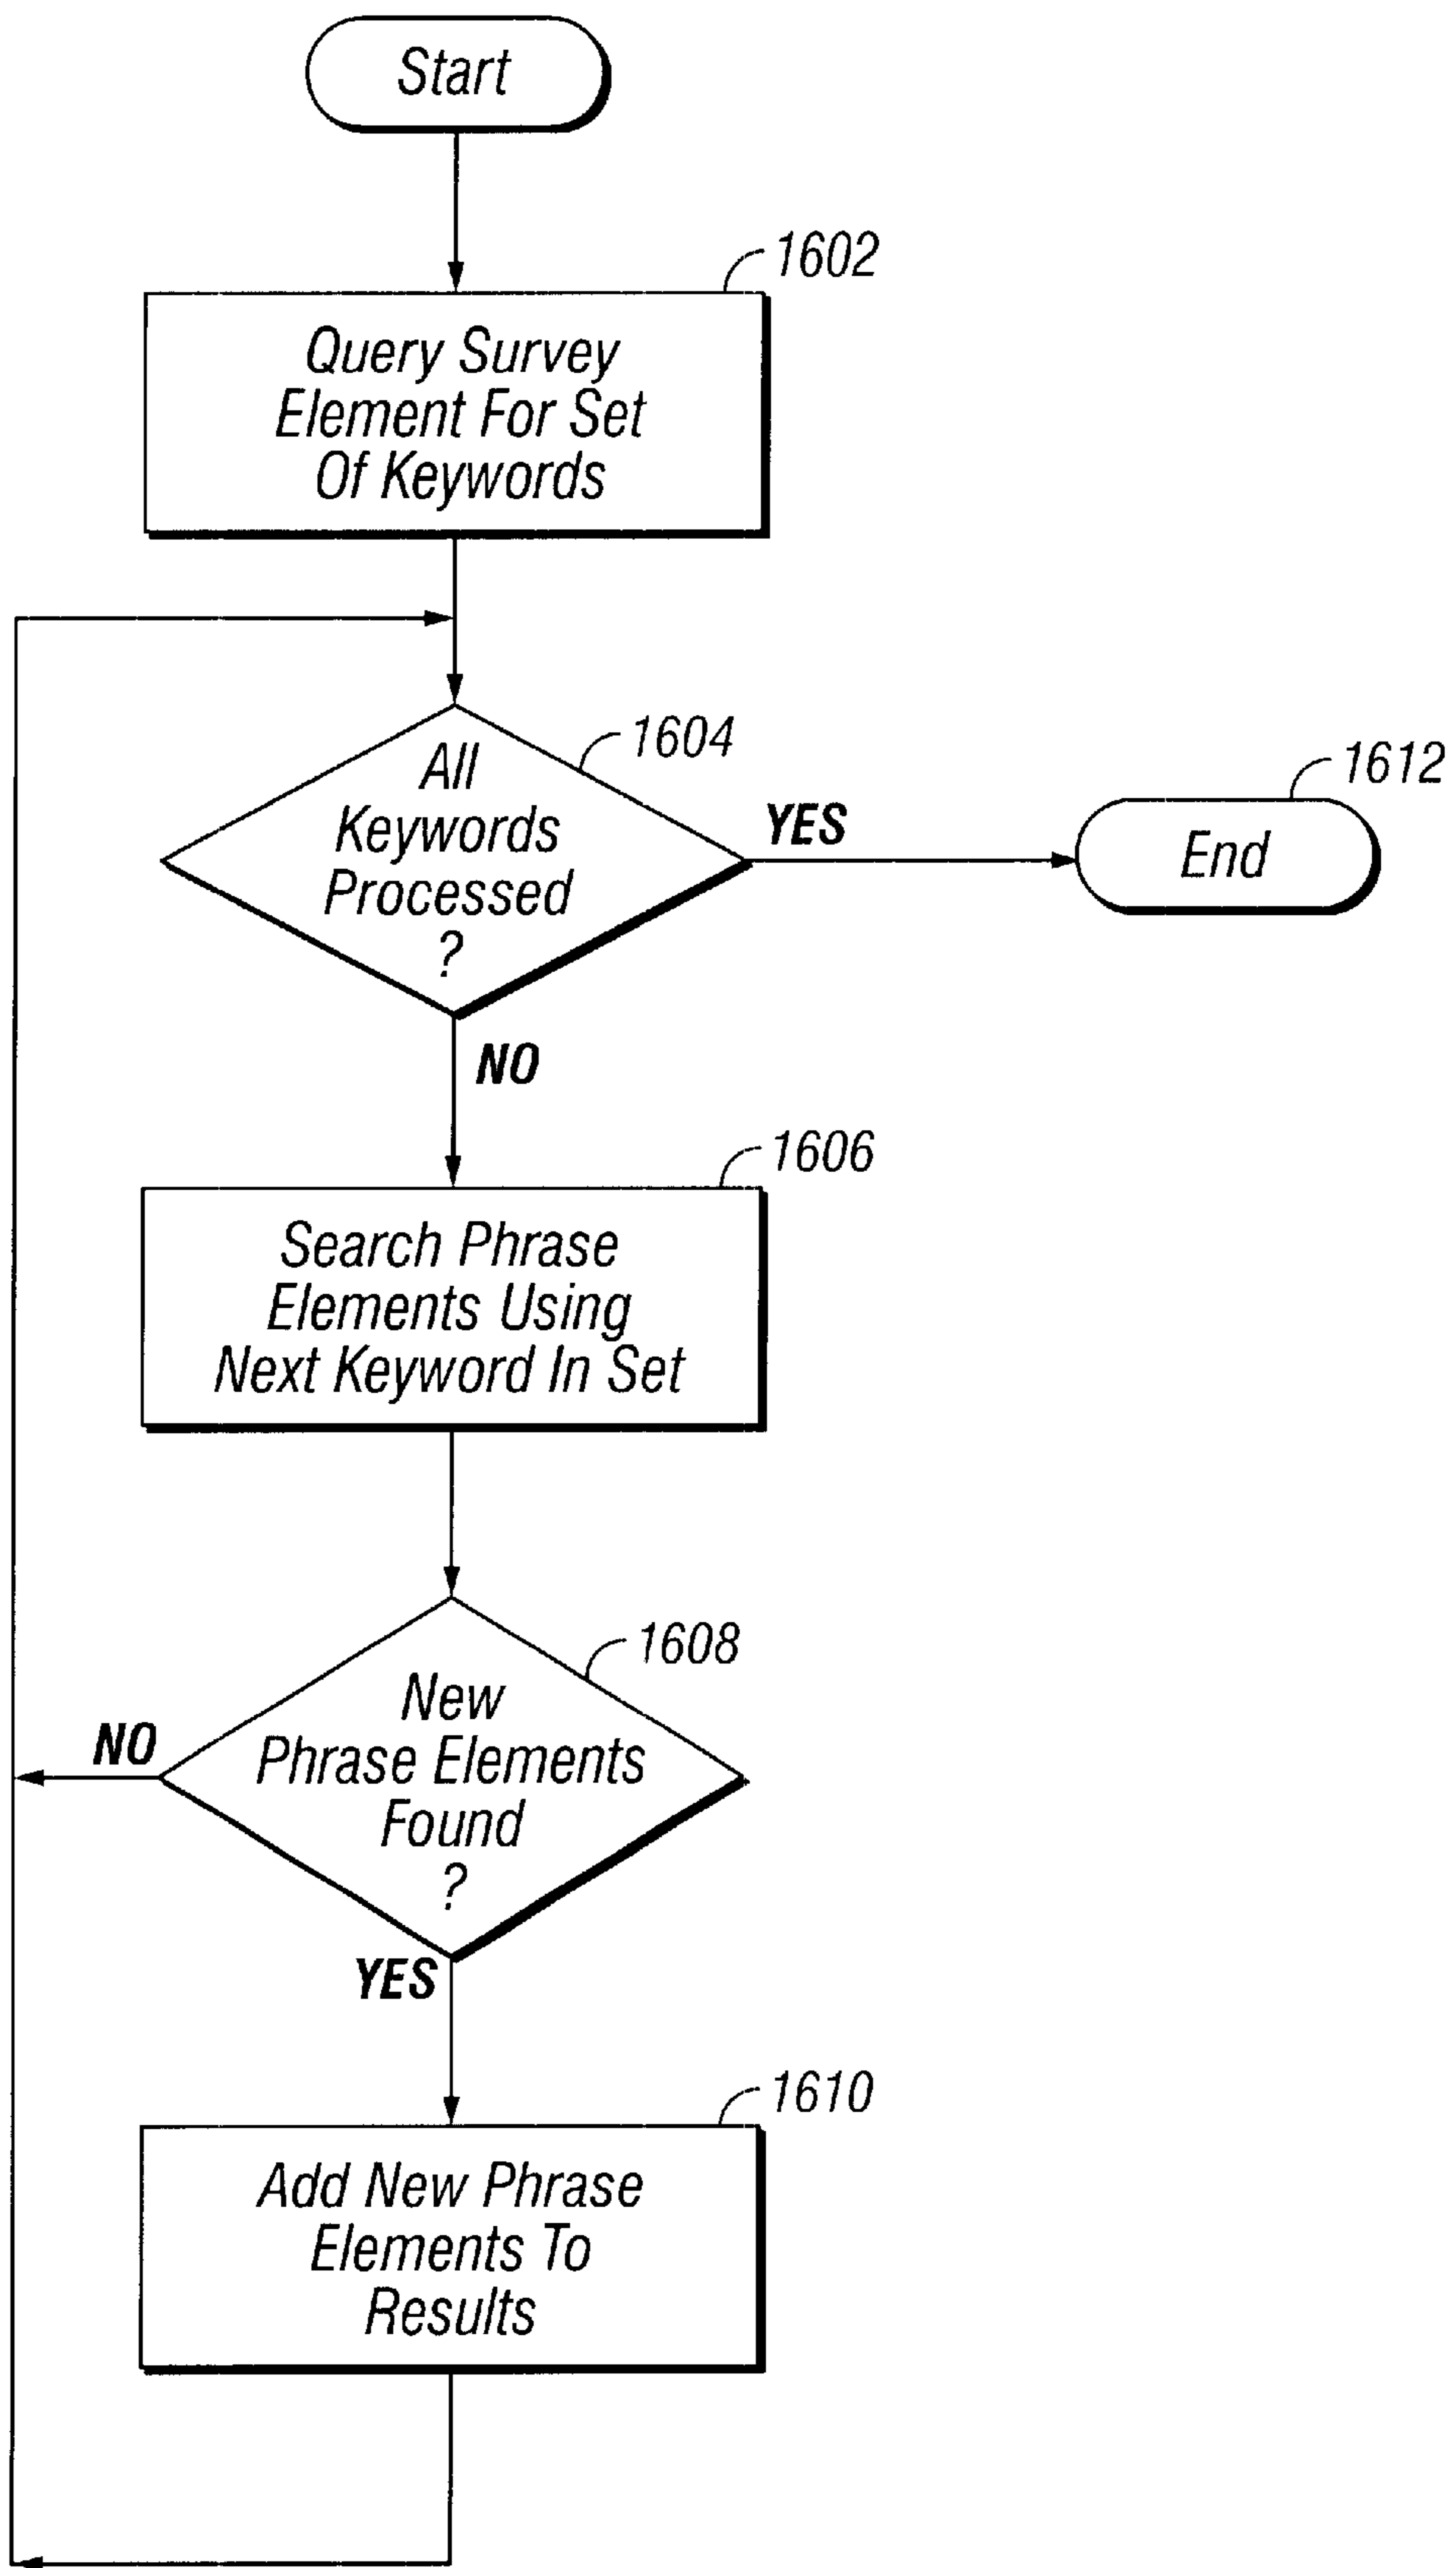 Start
1602
Query Survey
Element For Set
Of Keywords
1604
All
Keywords
Processed
?
YES
1612
End
NO
1606
Search Phrase
Elements Using
Next Keyword In Set
1608
New
Phrase Elements
Found
?
NO
YES
1610
Add New Phrase
Elements To
Results